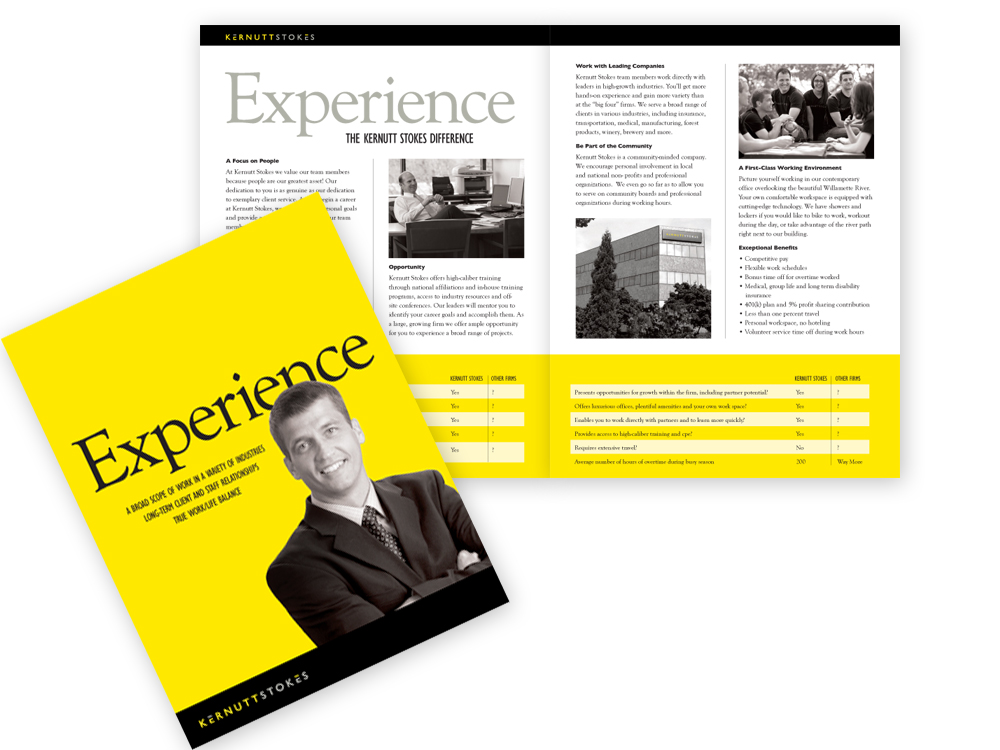 KERNUTTSTOKES
Experience
THE KERNUTT STOKES DIFFERENCE
A Focus on People
At Kernutt Stokes we value our team members
because people are our greatest asset! Our
dedication to you is as genuine as our dedication
to exemplary client service.
at Kernutt Stokes,
and provide
Opportunity
Kernutt Stokes offers high-caliber training
through national affiliations and in-house training
programs, access to industry resources and off-
site conferences. Our leaders will mentor you to
identify your career goals and accomplish them. As
a large, growing firm we offer ample opportunity
for you to experience a broad range of projects.
KERNUTT STOKES OTHER FIRMS
Yes ?
Yes ?
Yes ?
Yes ?
Work with Leading Companies
Kernutt Stokes team members work directly with
leaders in high-growth industries. You'll get more
hands-on experience and gain more variety than
at the "big four" firms. We serve a broad range of
clients in various industries, including insurance,
transportation, medical, manufacturing, forest
products, winery, brewery and more.
Be Part of the Community
Kernutt Stokes is a community-minded company.
We encourage personal involvement in local
and national non-profits and professional
organizations. We even go so far as to allow you
to serve on community boards and professional
organizations during working hours.
A First-Class Working Environment
Picture yourself working in our contemporary
office overlooking the beautiful Willamette River.
Your own comfortable workspace is equipped with
cutting-edge technology. We have showers and
lockers if you would like to bike to work, workout
during the day, or take advantage of the river path
right next to our building.
Exceptional Benefits
• Competitive pay
• Flexible work schedules
• Bonus time off for overtime worked
• Medical, group life and long term disability
insurance
• 401(k) plan and 5% profit sharing contribution
• Less than one percent travel
• Personal workspace, no hoteling
• Volunteer service time off during work hours
KERNUTT STOKES OTHER FIRMS
Presents opportunities for growth within the firm, including partner potential? Yes ?
Offers luxurious offices, plentiful amenities and your own work space? Yes ?
Enables you to work directly with partners and to learn more quickly? Yes ?
Provides access to high-caliber training and cpe? Yes ?
Requires extensive travel? No ?
Average number of hours of overtime during busy season 200 Way More
Experience
A BROAD SCOPE OF WORK IN A VARIETY OF INDUSTRIES
LONG-TERM CLIENT AND STAFF RELATIONSHIPS
TRUE WORK/LIFE BALANCE
KERNUTTSTOKES